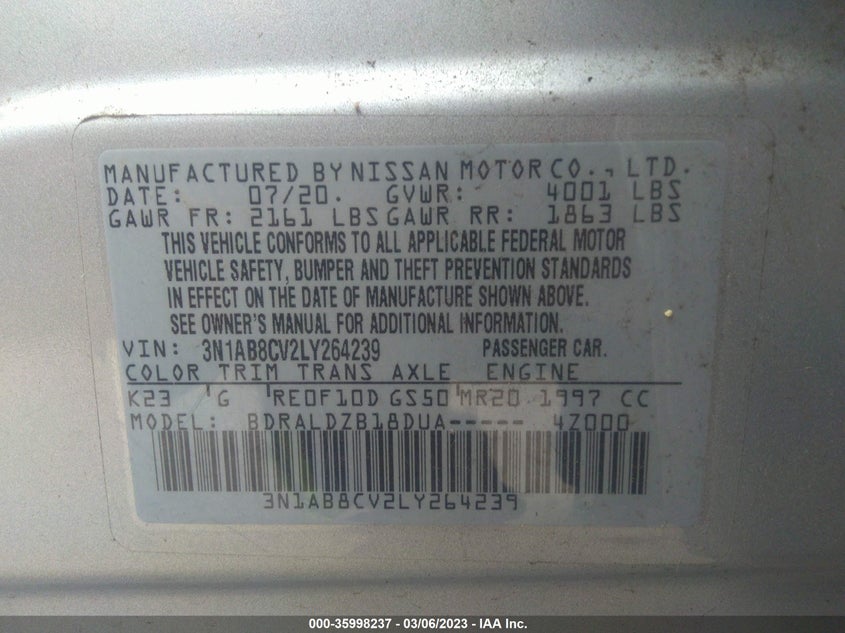 MANUFACTURED BY NISSAN MOTOR CO., LTD.
DATE: 07/20. GVWR: 4001 LBS
GAWR FR: 2161 LBS GAWR RR: 1863 LBS
THIS VEHICLE CONFORMS TO ALL APPLICABLE FEDERAL MOTOR
VEHICLE SAFETY, BUMPER AND THEFT PREVENTION STANDARDS
IN EFFECT ON THE DATE OF MANUFACTURE SHOWN ABOVE.
SEE OWNER'S MANUAL FOR ADDITIONAL INFORMATION.
VIN: 3N1AB8CV2LY264239 PASSENGER CAR.
COLOR TRIM TRANS AXLE ENGINE
K23 G RE0F10D GS50 MR20 1997 CC
MODEL: BDRALDZB18DUA----- 4Z000
3N1AB8CV2LY264239
000-35998237 - 03/06/2023 - IAA Inc.